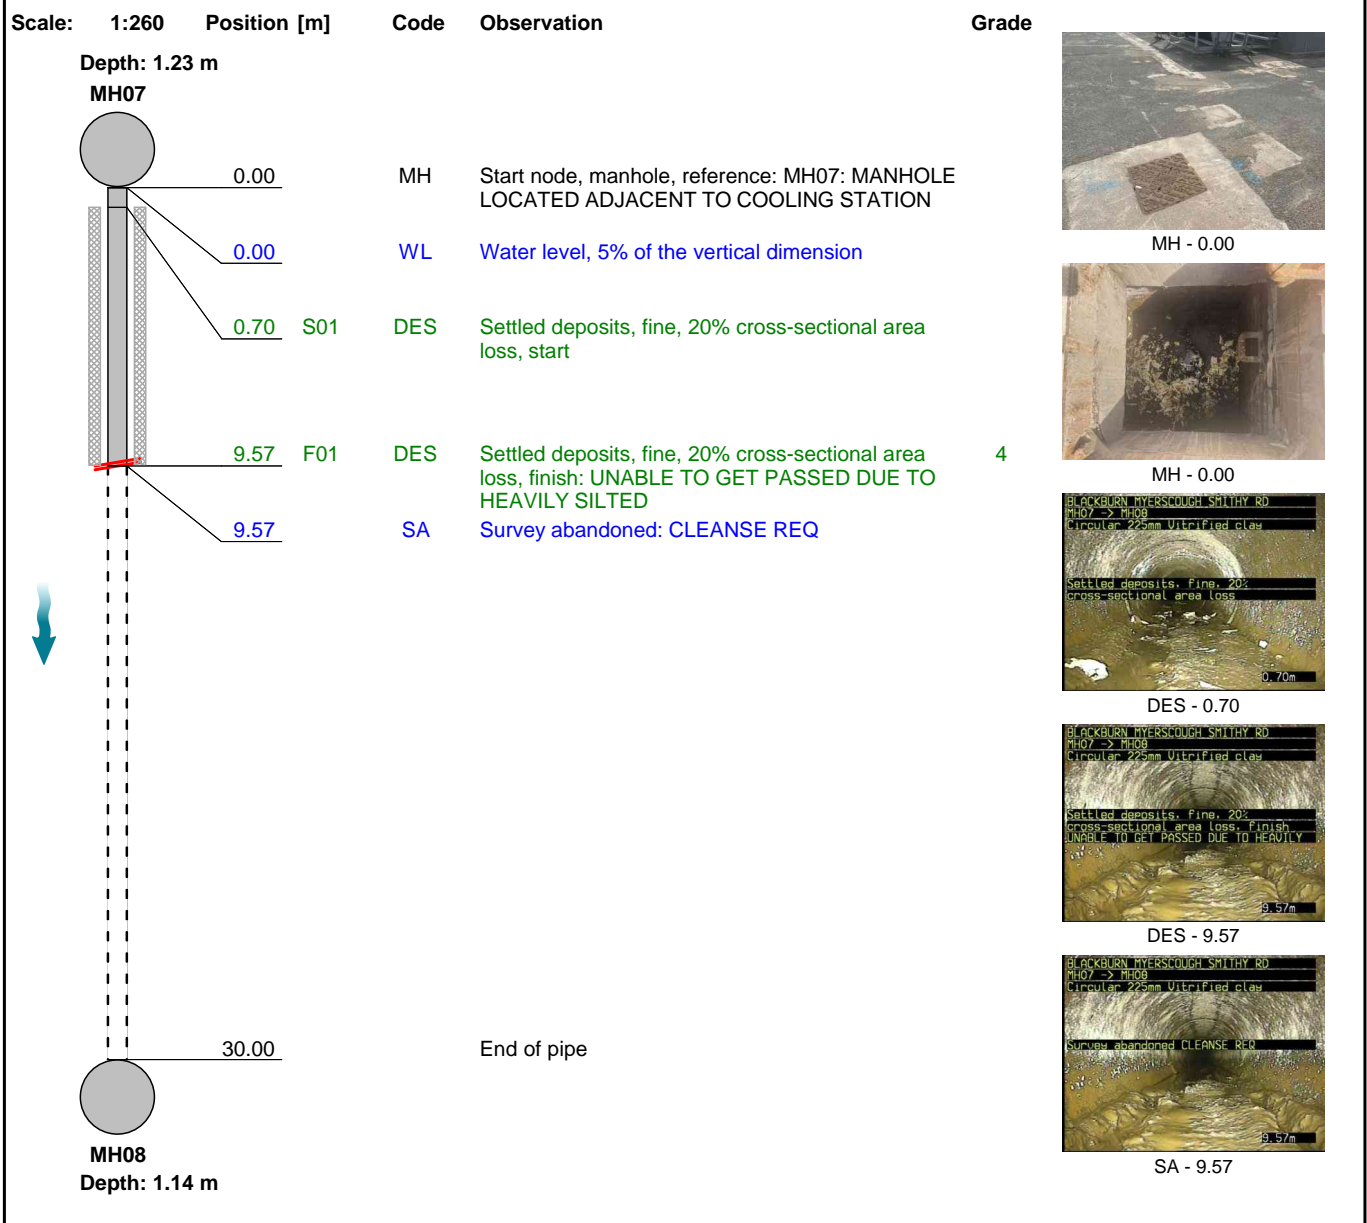 Scale: 1:260 Position [m] Code Observation Grade
Depth: 1.23 m
MH07
0.00 MH Start node, manhole, reference: MH07: MANHOLE
LOCATED ADJACENT TO COOLING STATION
0.00 WL Water level, 5% of the vertical dimension
0.70 S01 DES Settled deposits, fine, 20% cross-sectional area
loss, start
9.57 F01 DES Settled deposits, fine, 20% cross-sectional area 4
loss, finish: UNABLE TO GET PASSED DUE TO
HEAVILY SILTED
9.57 SA Survey abandoned: CLEANSE REQ
30.00 End of pipe
MH08
Depth: 1.14 m
MH - 0.00
MH - 0.00
BLACKBURN MYERSCOUGH SMITHY RD
MH07 -> MH08
Circular 225mm Vitrified clay
Settled deposits, fine, 20%
cross-sectional area loss
0.70m
DES - 0.70
BLACKBURN MYERSCOUGH SMITHY RD
MH07 -> MH08
Circular 225mm Vitrified clay
Settled deposits, fine, 20%
cross-sectional area loss, finish
UNABLE TO GET PASSED DUE TO HEAVILY
9.57m
DES - 9.57
BLACKBURN MYERSCOUGH SMITHY RD
MH07 -> MH08
Circular 225mm Vitrified clay
Survey abandoned CLEANSE REQ
9.57m
SA - 9.57